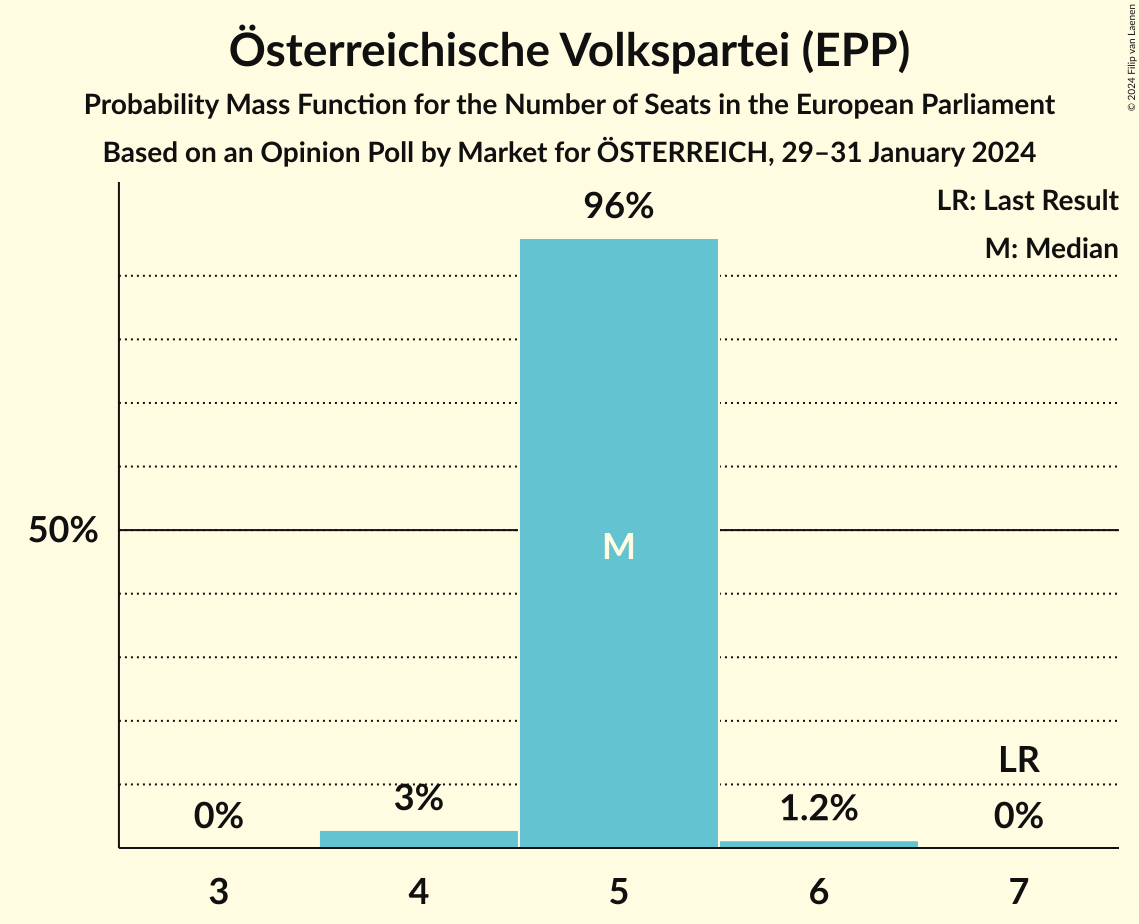 Österreichische Volkspartei (EPP)
Probability Mass Function for the Number of Seats in the European Parliament
Based on an Opinion Poll by Market for ÖSTERREICH, 29–31 January 2024
© 2024 Filip van Laenen
LR: Last Result
M: Median
96%
50%
M
LR
0%
3%
1.2%
0%
3
4
5
6
7